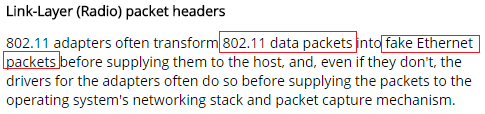 Link-Layer (Radio) packet headers
802.11 adapters often transform 802.11 data packets into fake Ethernet
packets before supplying them to the host, and, even if they don't, the
drivers for the adapters often do so before supplying the packets to the
operating system's networking stack and packet capture mechanism.